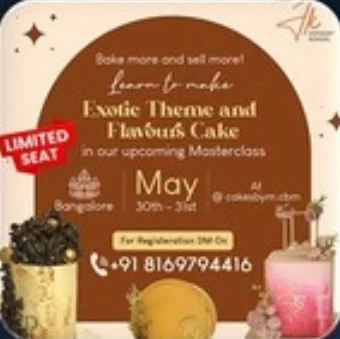 Bake more and sell more!
Learn to make
Exotic Theme and
Flavours Cake
in our upcoming Masterclass
LIMITED
SEAT
May
30th - 31st
Bangalore
At
@ cakesbym.cbm
For Registeration DM On
+91 8169794416